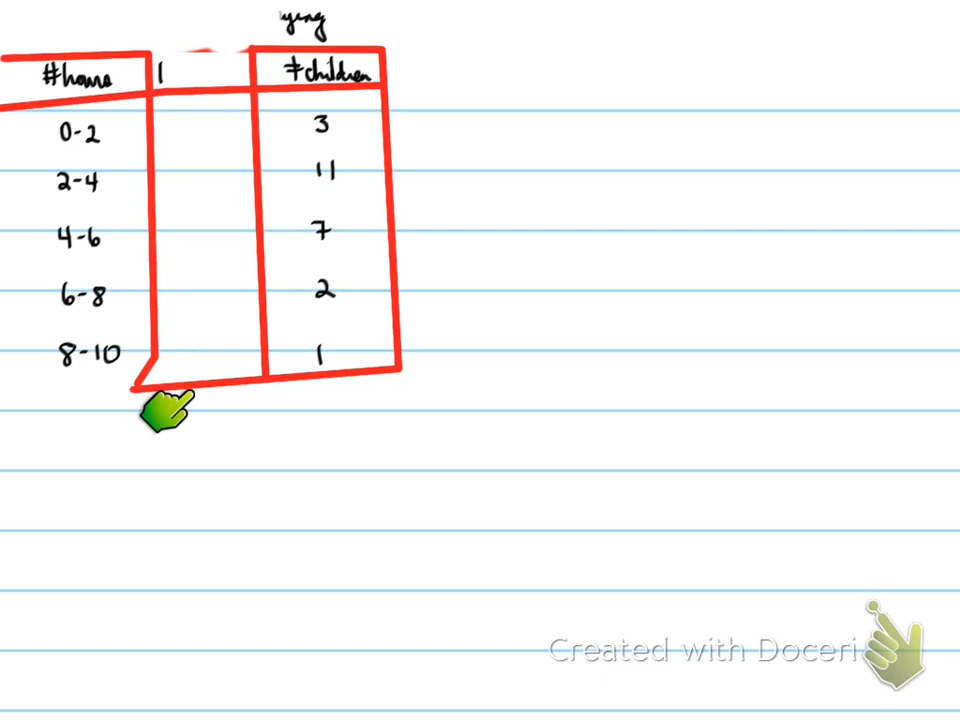 ying
#hours | #children
0-2 3
2-4 11
4-6 7
6-8 2
8-10 1
Created with Doceri